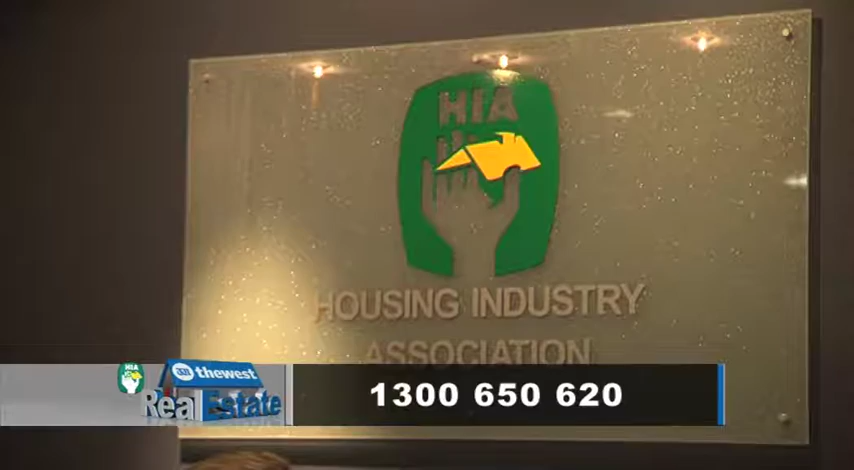 HIA
HOUSING INDUSTRY
ASSOCIATION
HIA
thewest
Real Estate
1300 650 620